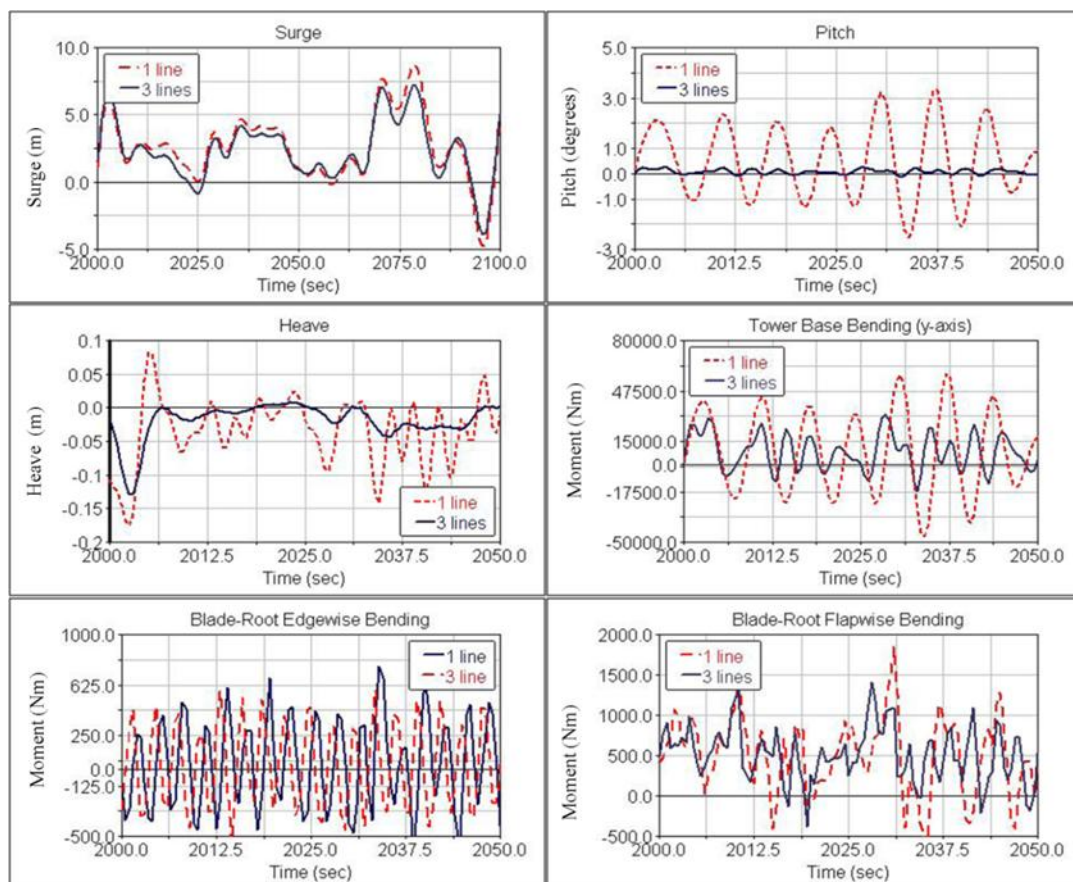 Surge
10.0
1 line
3 lines
5.0
0.0
-5.0
2000.0 2025.0 2050.0 2075.0 2100.0
Surge (m)
Time (sec)
Pitch
5.0
1 line
3 lines
3.0
1.0
0.0
-1.0
-3.0
2000.0 2012.5 2025.0 2037.5 2050.0
Pitch (degrees)
Time (sec)
Heave
0.1
0.05
0.0
-0.05
-0.1
-0.15
-0.2
1 line
3 lines
2000.0 2012.5 2025.0 2037.5 2050.0
Heave (m)
Time (sec)
Tower Base Bending (y-axis)
80000.0
1 line
3 lines
47500.0
15000.0
0.0
-17500.0
-50000.0
2000.0 2012.5 2025.0 2037.5 2050.0
Moment (Nm)
Time (sec)
Blade-Root Edgewise Bending
1000.0
1 line
3 line
625.0
250.0
0.0
-125.0
-500.0
2000.0 2012.5 2025.0 2037.5 2050.0
Moment (Nm)
Time (sec)
Blade-Root Flapwise Bending
2000.0
1 line
3 lines
1500.0
1000.0
500.0
0.0
-500.0
2000.0 2012.5 2025.0 2037.5 2050.0
Moment (Nm)
Time (sec)